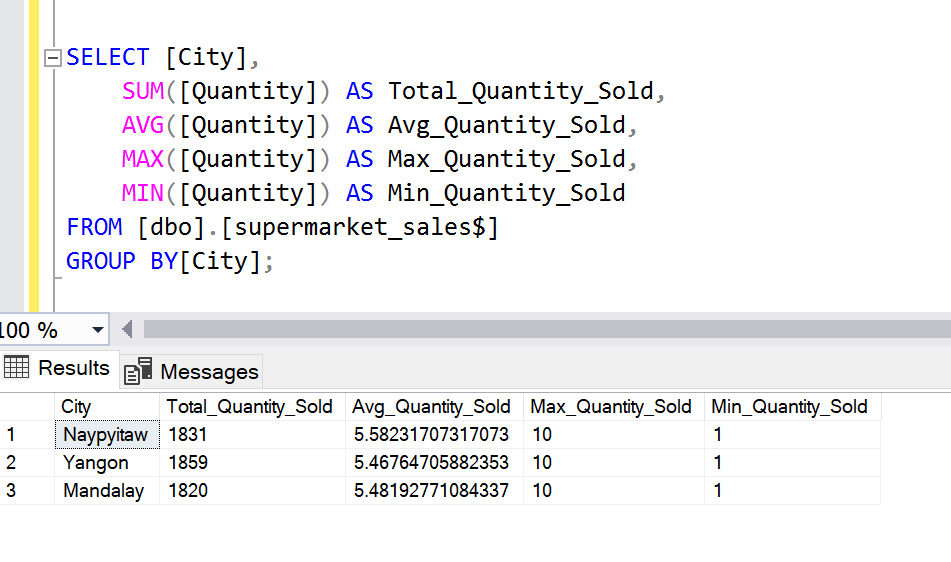 SELECT [City],
SUM([Quantity]) AS Total_Quantity_Sold,
AVG([Quantity]) AS Avg_Quantity_Sold,
MAX([Quantity]) AS Max_Quantity_Sold,
MIN([Quantity]) AS Min_Quantity_Sold
FROM [dbo].[supermarket_sales$]
GROUP BY[City];
100 %
Results Messages
City Total_Quantity_Sold Avg_Quantity_Sold Max_Quantity_Sold Min_Quantity_Sold
1 Naypyitaw 1831 5.58231707317073 10 1
2 Yangon 1859 5.46764705882353 10 1
3 Mandalay 1820 5.48192771084337 10 1